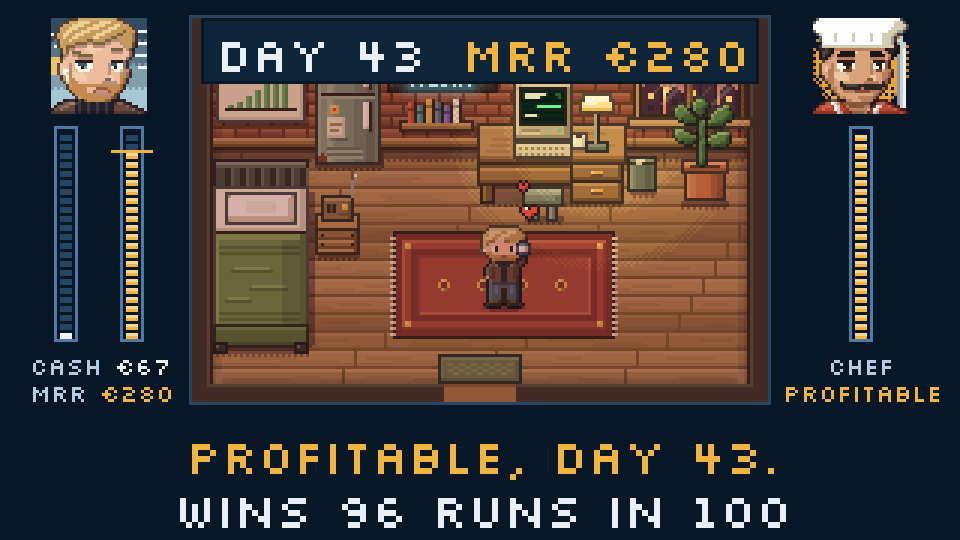 DAY 43 MRR €280
CASH €67
MRR €280
CHEF
PROFITABLE
PROFITABLE, DAY 43.
WINS 96 RUNS IN 100